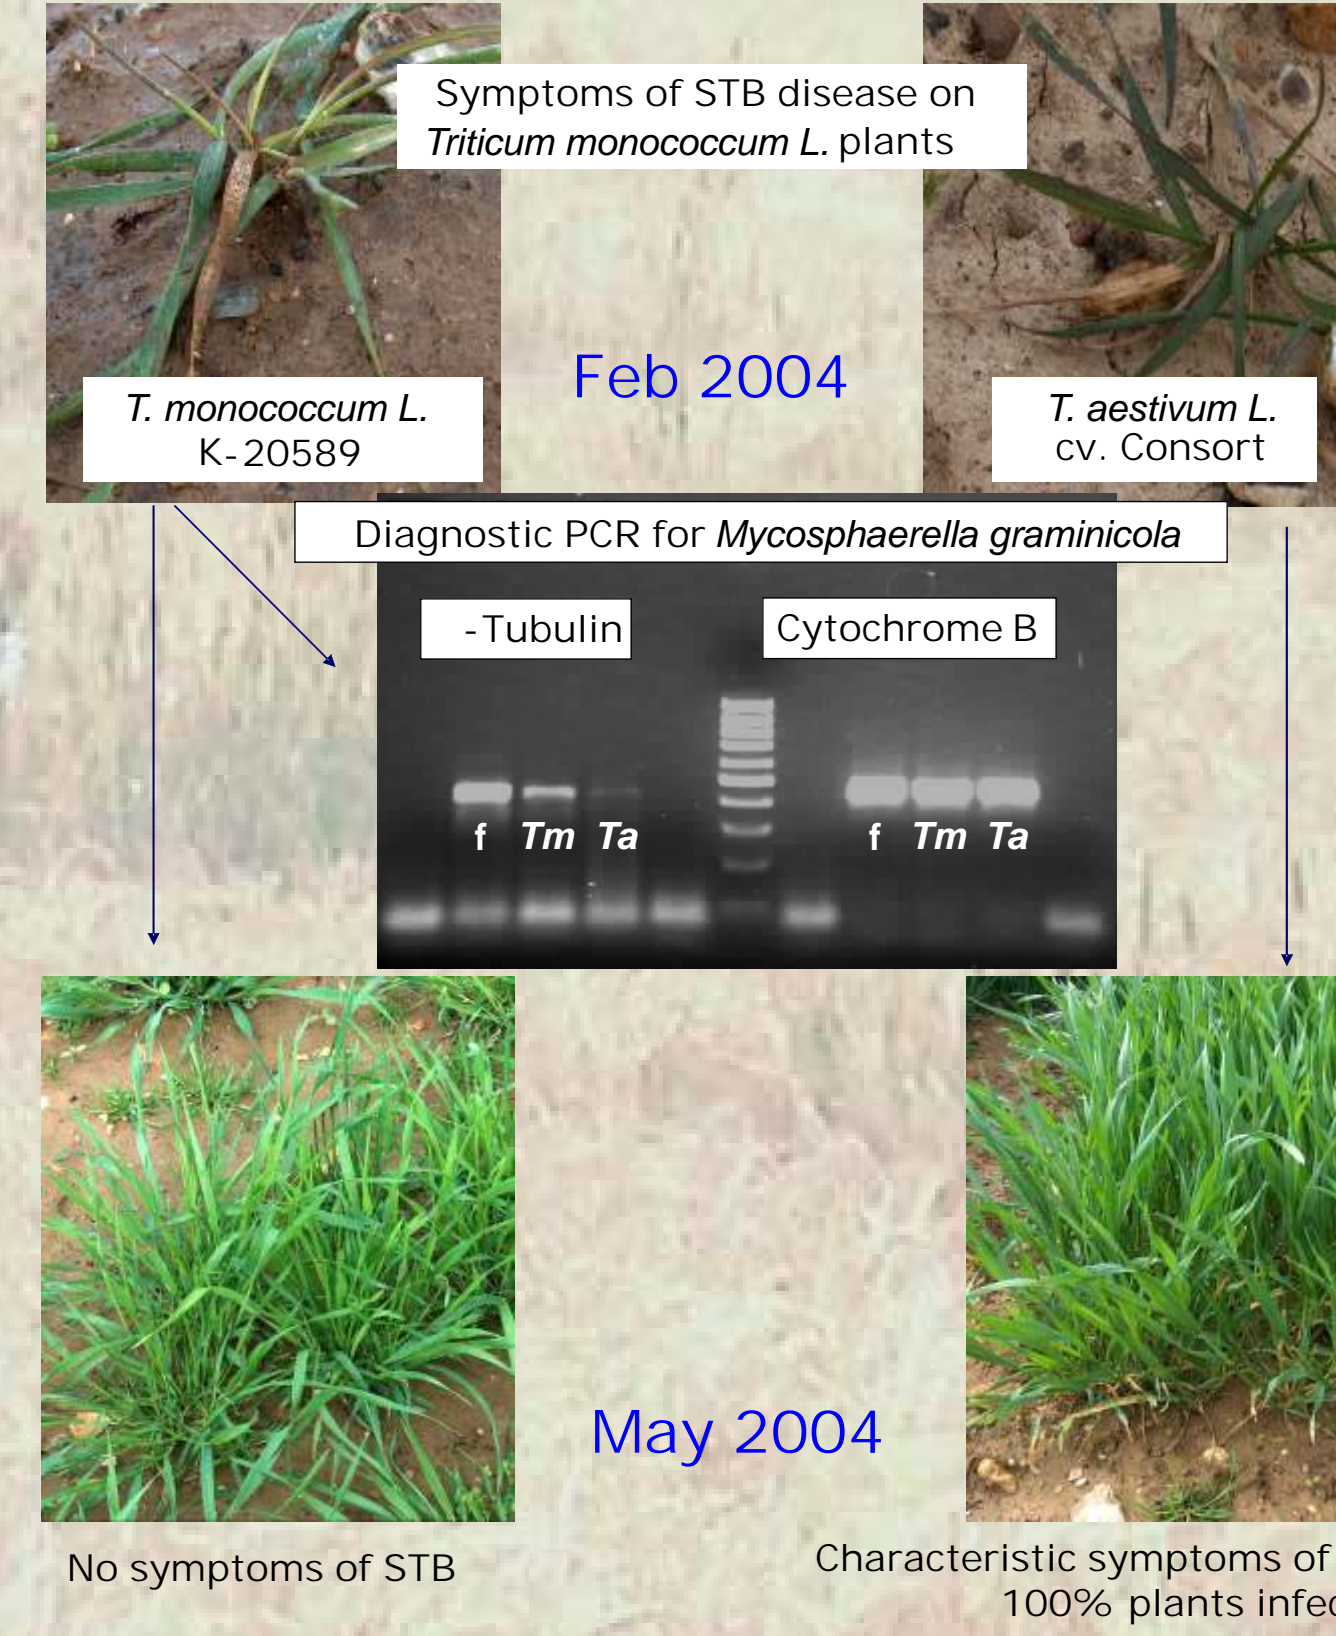 Symptoms of STB disease on
Triticum monococcum L. plants
Feb 2004
T. monococcum L.
K-20589
T. aestivum L.
cv. Consort
Diagnostic PCR for Mycosphaerella graminicola
-Tubulin
Cytochrome B
f Tm Ta
f Tm Ta
May 2004
No symptoms of STB
Characteristic symptoms of
100% plants